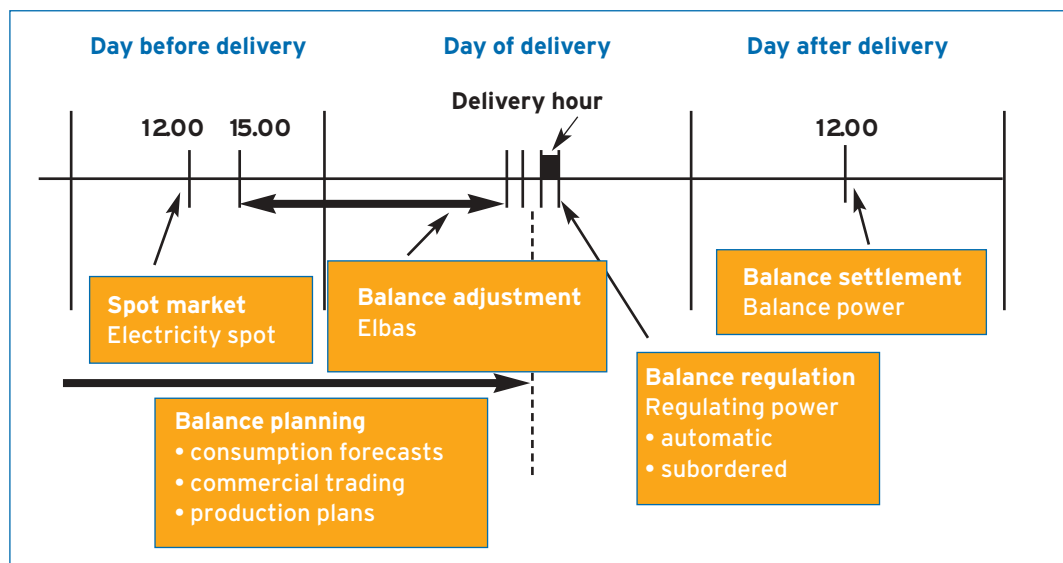 Day before delivery
Day of delivery
Day after delivery
Delivery hour
12.00
15.00
12.00
Spot market
Electricity spot
Balance adjustment
Elbas
Balance settlement
Balance power
Balance regulation
Regulating power
• automatic
• subordered
Balance planning
• consumption forecasts
• commercial trading
• production plans